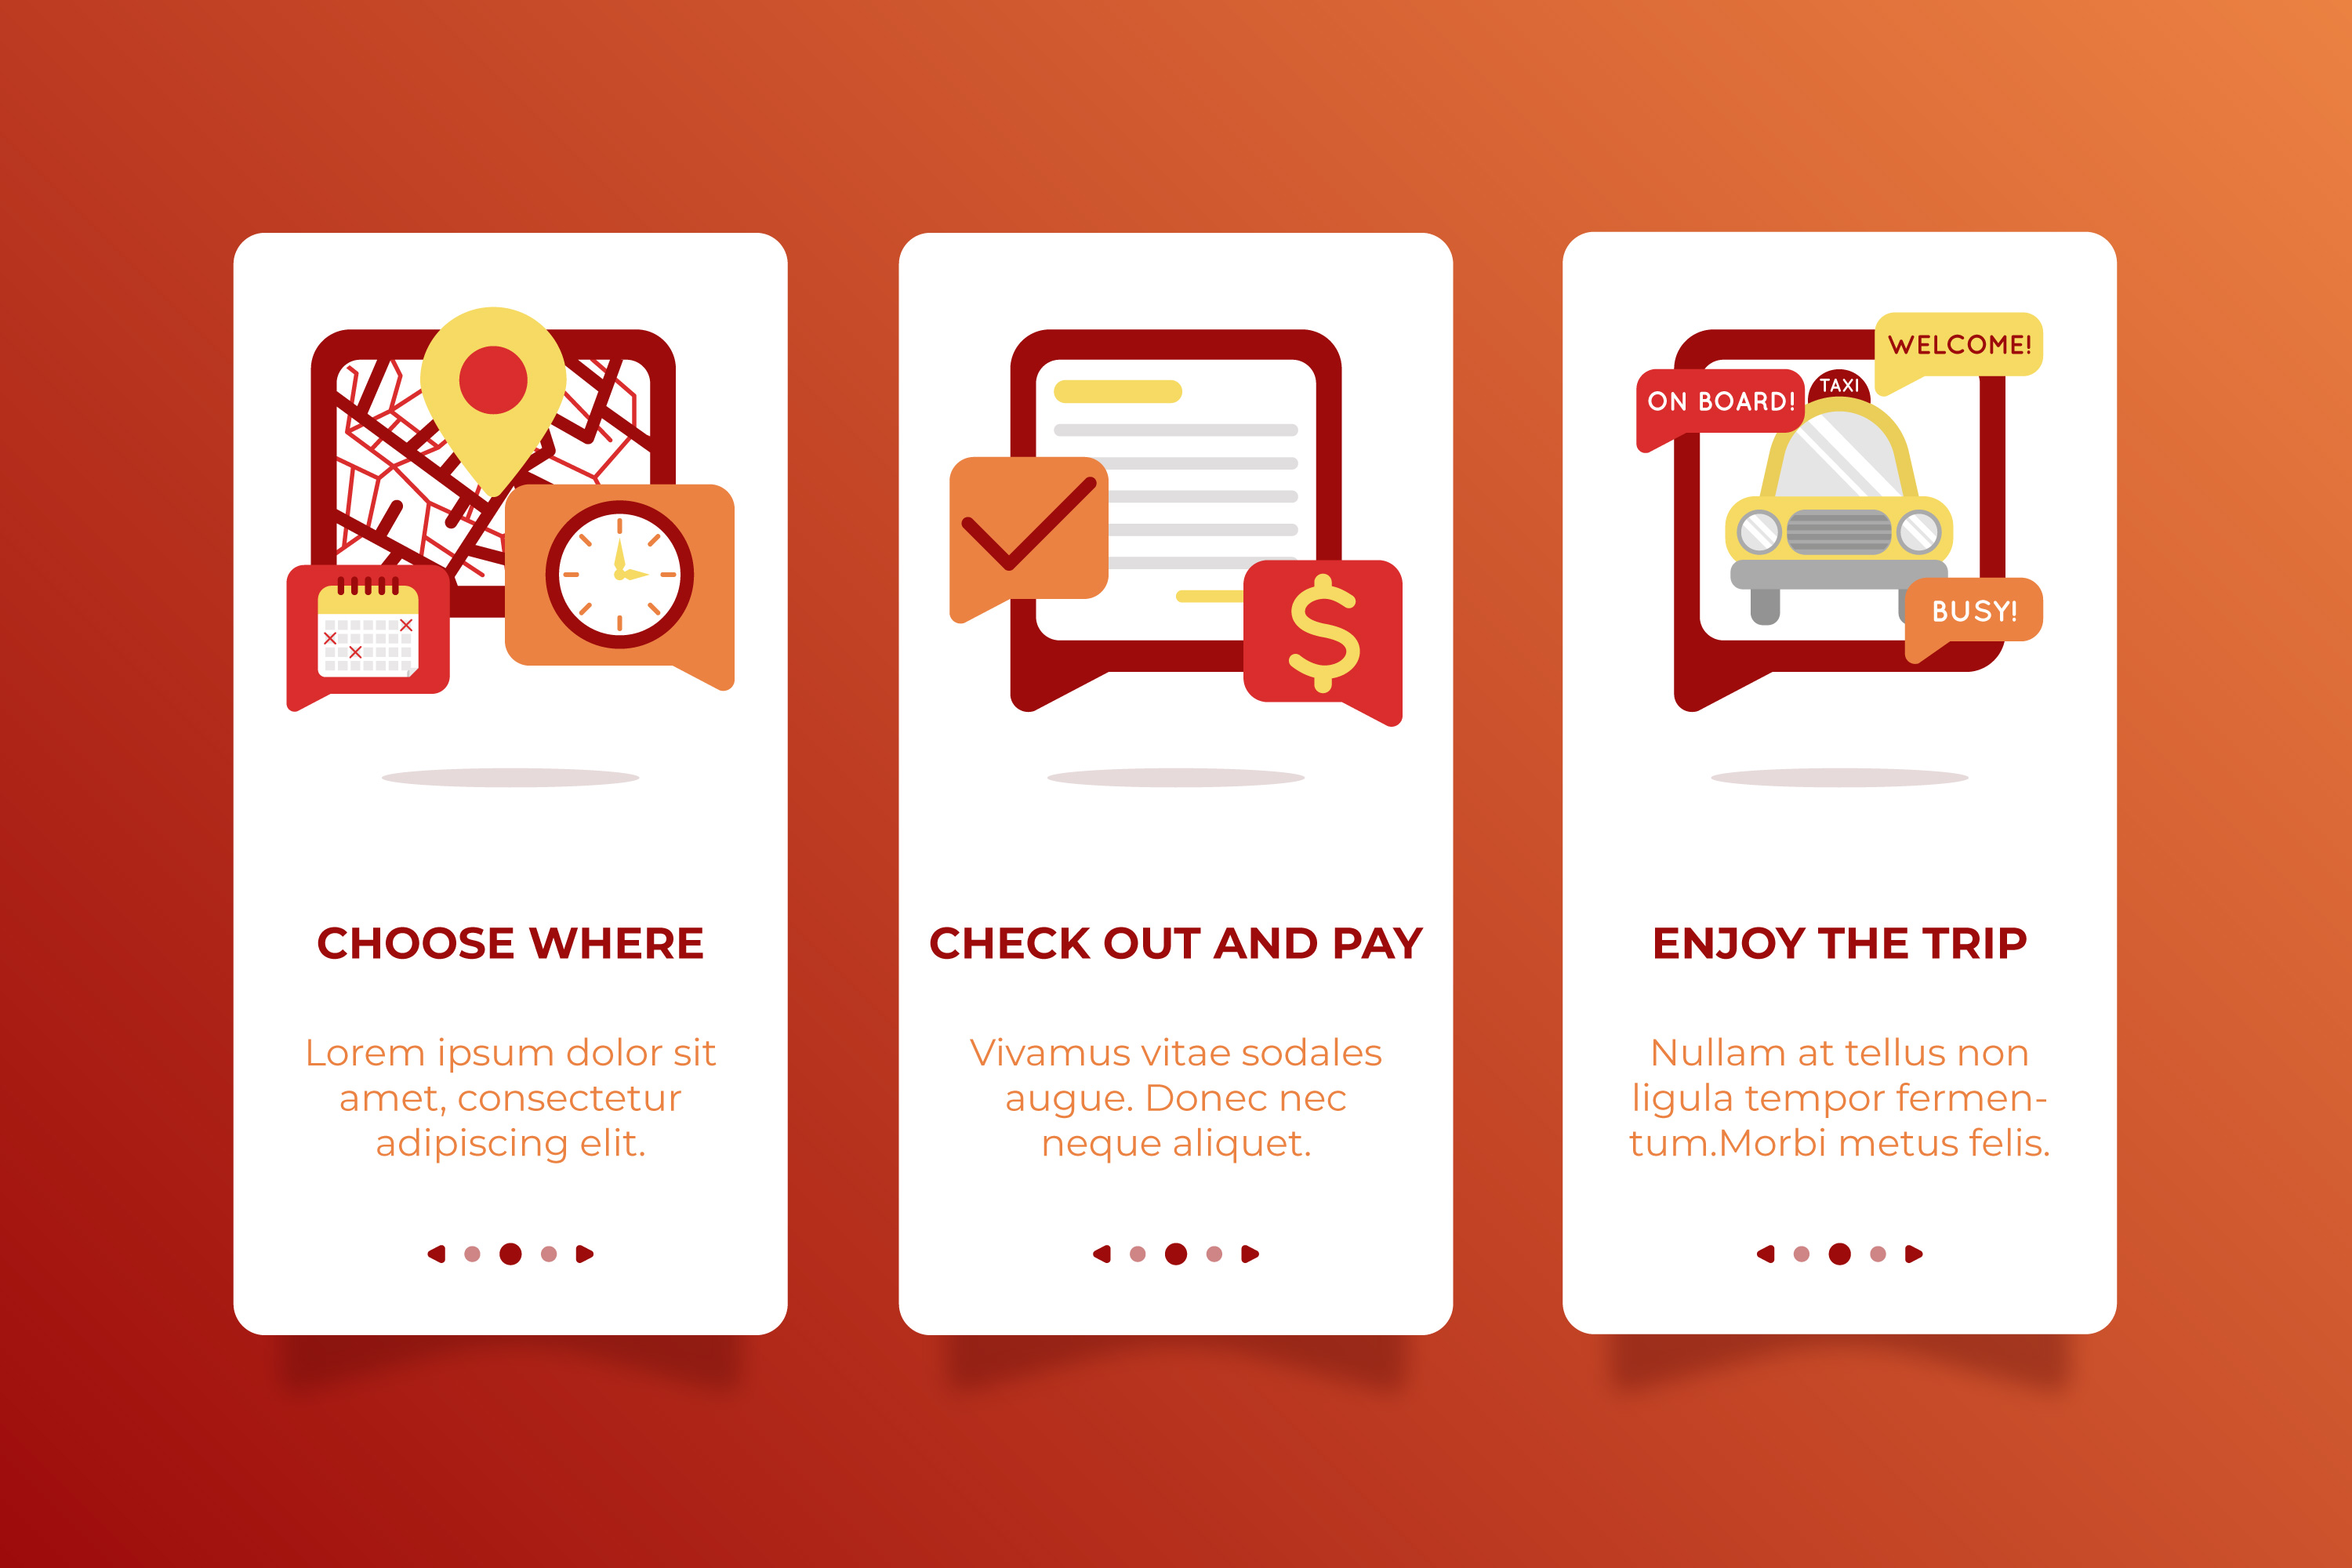 CHOOSE WHERE
Lorem ipsum dolor sit
amet, consectetur
adipiscing elit.
CHECK OUT AND PAY
Vivamus vitae sodales
augue. Donec nec
neque aliquet.
WELCOME!
TAXI
ON BOARD!
BUSY!
ENJOY THE TRIP
Nullam at tellus non
ligula tempor fermen-
tum.Morbi metus felis.